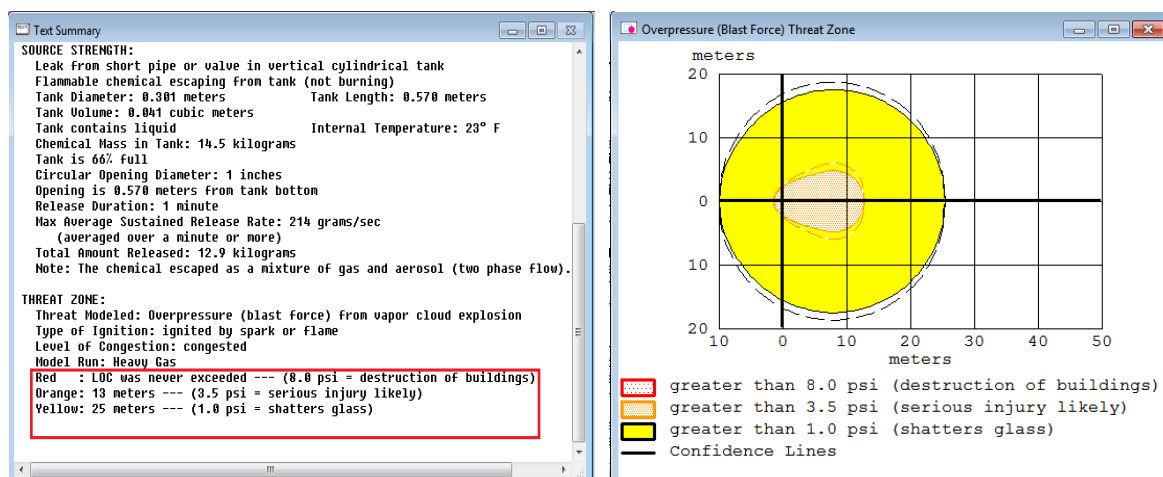 Text Summary
SOURCE STRENGTH:
Leak from short pipe or valve in vertical cylindrical tank
Flammable chemical escaping from tank (not burning)
Tank Diameter: 0.301 meters Tank Length: 0.570 meters
Tank Volume: 0.041 cubic meters
Tank contains liquid Internal Temperature: 23° F
Chemical Mass in Tank: 14.5 kilograms
Tank is 66% full
Circular Opening Diameter: 1 inches
Opening is 0.570 meters from tank bottom
Release Duration: 1 minute
Max Average Sustained Release Rate: 214 grams/sec
(averaged over a minute or more)
Total Amount Released: 12.9 kilograms
Note: The chemical escaped as a mixture of gas and aerosol (two phase flow).
THREAT ZONE:
Threat Modeled: Overpressure (blast force) from vapor cloud explosion
Type of Ignition: ignited by spark or flame
Level of Congestion: congested
Model Run: Heavy Gas
Red : LOC was never exceeded --- (8.0 psi = destruction of buildings)
Orange: 13 meters --- (3.5 psi = serious injury likely)
Yellow: 25 meters --- (1.0 psi = shatters glass)
Overpressure (Blast Force) Threat Zone
meters
20
10
0
10
20
10 0 10 20 30 40 50
meters
greater than 8.0 psi (destruction of buildings)
greater than 3.5 psi (serious injury likely)
greater than 1.0 psi (shatters glass)
Confidence Lines